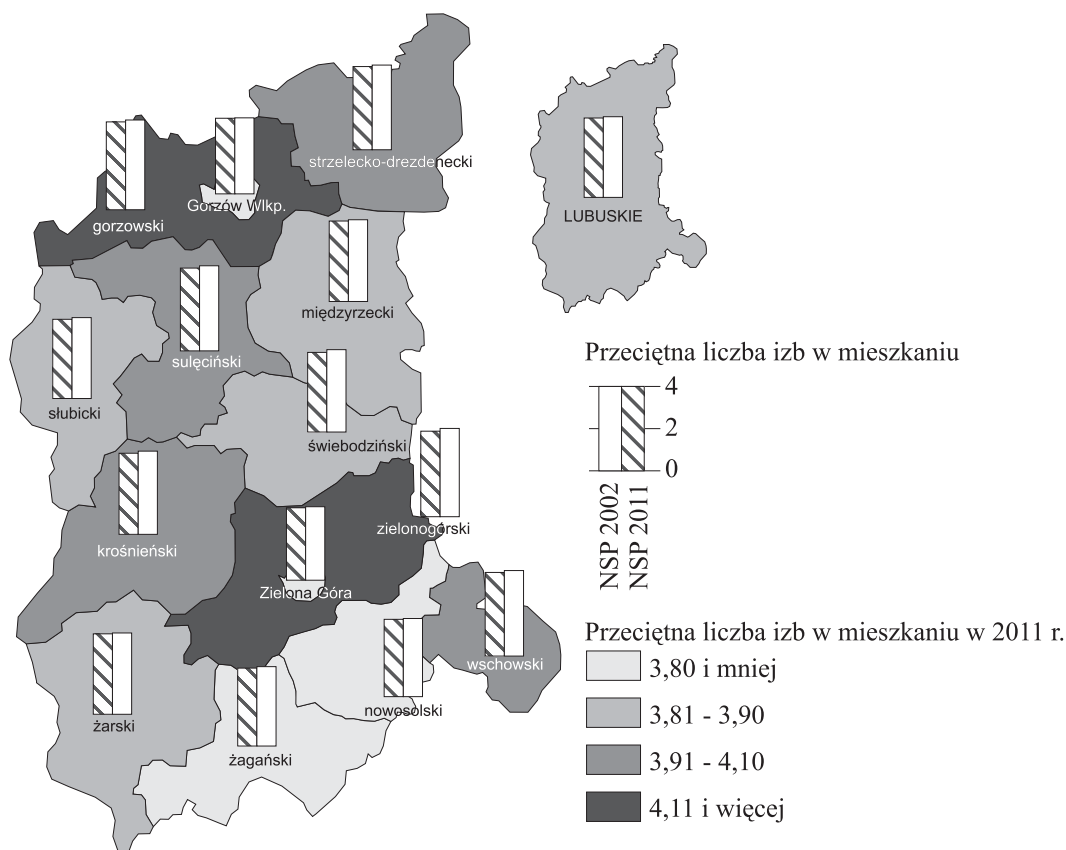 strzelecko-drezdenecki
Gorzów Wlkp.
gorzowski
LUBUSKIE
międzyrzecki
sulęciński
słubicki
świebodziński
zielonogórski
krośnieński
Zielona Góra
wschowski
nowosolski
żarski
żagański
Przeciętna liczba izb w mieszkaniu
4
2
0
NSP 2002
NSP 2011
Przeciętna liczba izb w mieszkaniu w 2011 r.
3,80 i mniej
3,81 - 3,90
3,91 - 4,10
4,11 i więcej